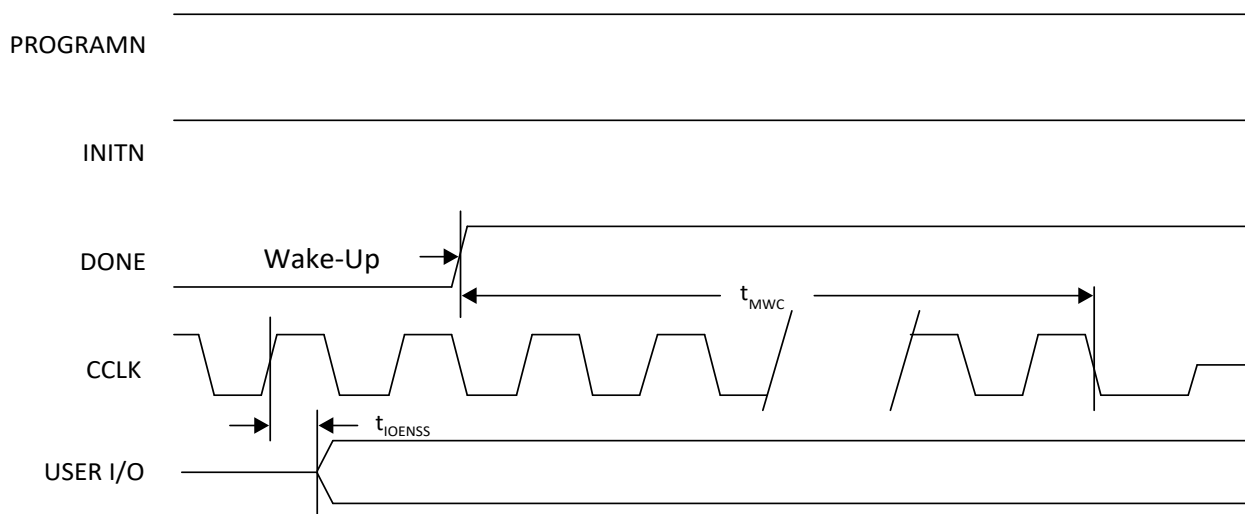 PROGRAMN
INITN
DONE
Wake-Up
tMWC
CCLK
tIOENSS
USER I/O